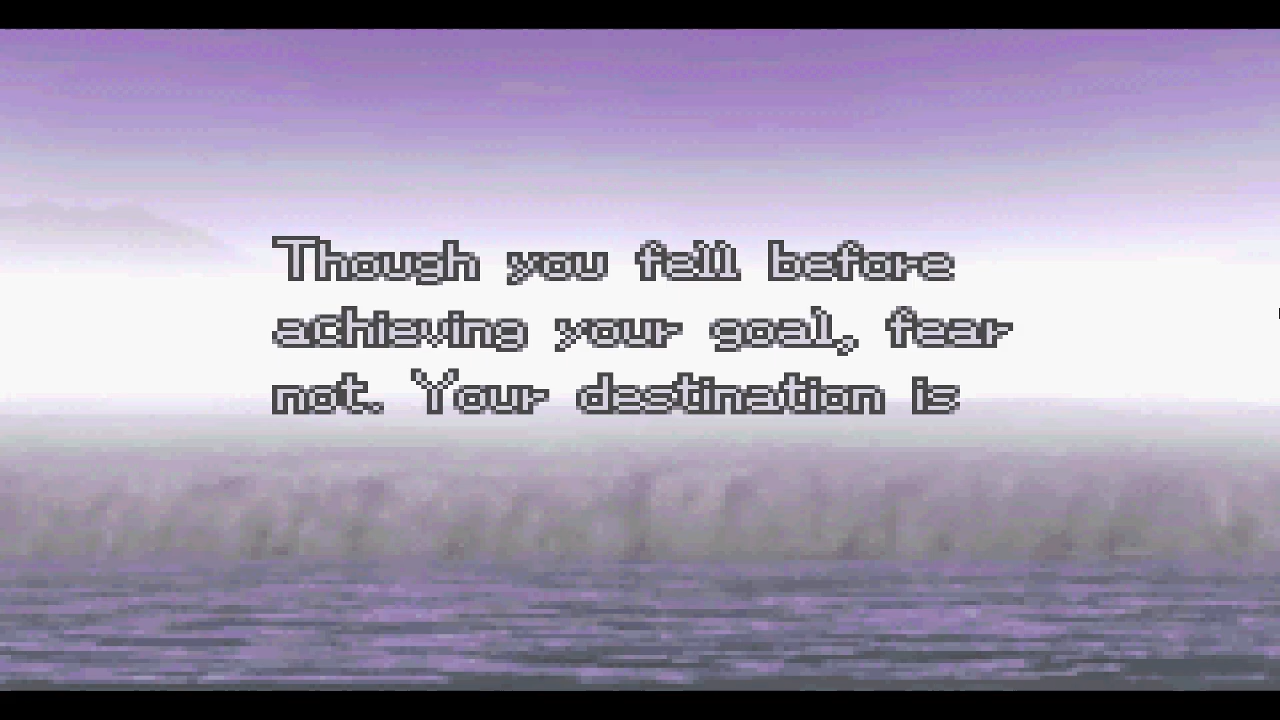 Though you fell before
achieving your goal, fear
not. Your destination is